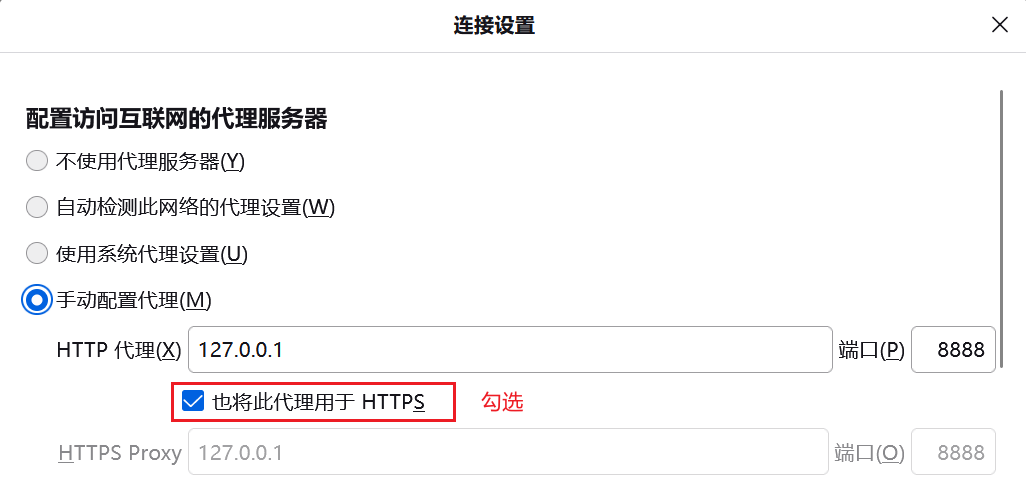 连接设置
配置访问互联网的代理服务器
不使用代理服务器(Y)
自动检测此网络的代理设置(W)
使用系统代理设置(U)
手动配置代理(M)
HTTP 代理(X) 127.0.0.1 端口(P) 8888
也将此代理用于 HTTPS 勾选
HTTPS Proxy 127.0.0.1 端口(O) 8888